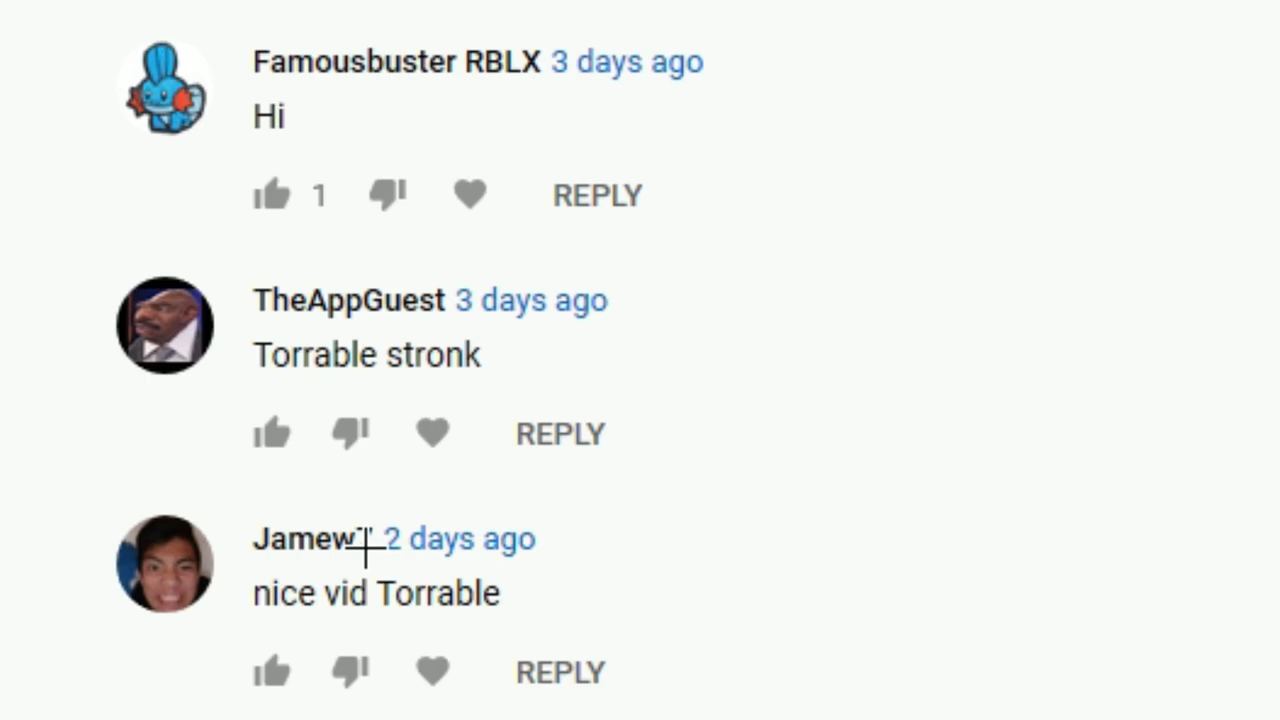 Famousbuster RBLX 3 days ago
Hi
1 REPLY
TheAppGuest 3 days ago
Torrable stronk
REPLY
2 days ago
nice vid Torrable
REPLY